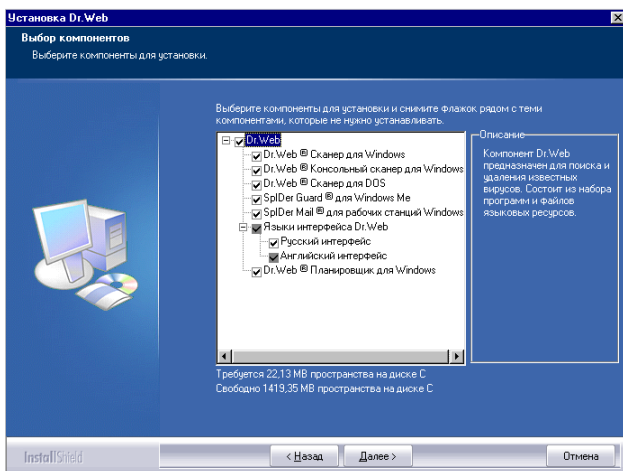 Установка Dr.Web
Выбор компонентов
Выберите компоненты для установки.
Выберите компоненты для установки и снимите флажок рядом с теми
компонентами, которые не нужно устанавливать.
Dr.Web
Dr.Web ® Сканер для Windows
Dr.Web ® Консольный сканер для Windows
Dr.Web ® Сканер для DOS
SpIDer Guard ® для Windows Me
SpIDer Mail ® для рабочих станций Windows
Языки интерфейса Dr.Web
Русский интерфейс
Английский интерфейс
Dr.Web ® Планировщик для Windows
Описание
Компонент Dr.Web
предназначен для поиска и
удаления известных
вирусов. Состоит из набора
программ и файлов
языковых ресурсов.
Требуется 22,13 MB пространства на диске C
Свободно 1419,35 MB пространства на диске C
InstallShield
< Назад
Далее >
Отмена